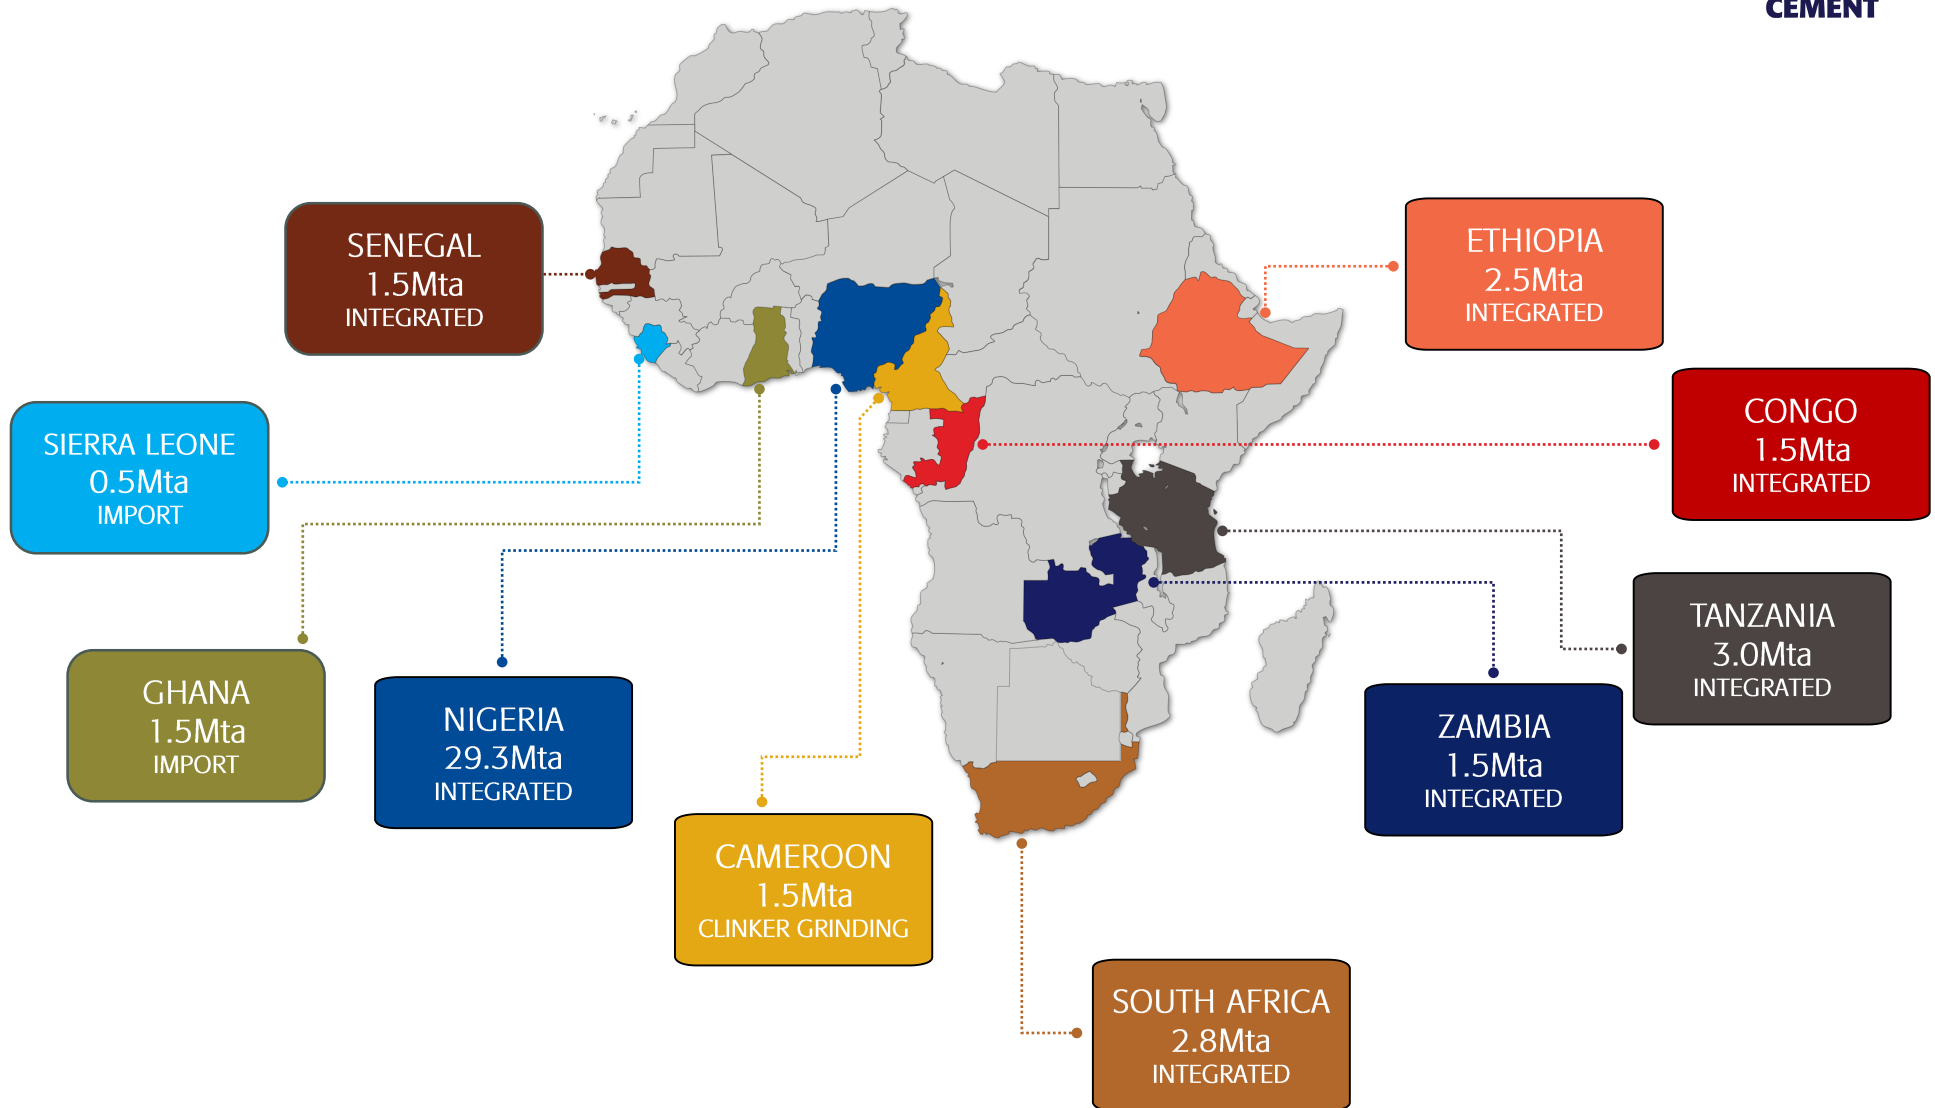 CEMENT
SENEGAL
1.5Mta
INTEGRATED
ETHIOPIA
2.5Mta
INTEGRATED
CONGO
1.5Mta
INTEGRATED
SIERRA LEONE
0.5Mta
IMPORT
TANZANIA
3.0Mta
INTEGRATED
GHANA
1.5Mta
IMPORT
NIGERIA
29.3Mta
INTEGRATED
ZAMBIA
1.5Mta
INTEGRATED
CAMEROON
1.5Mta
CLINKER GRINDING
SOUTH AFRICA
2.8Mta
INTEGRATED